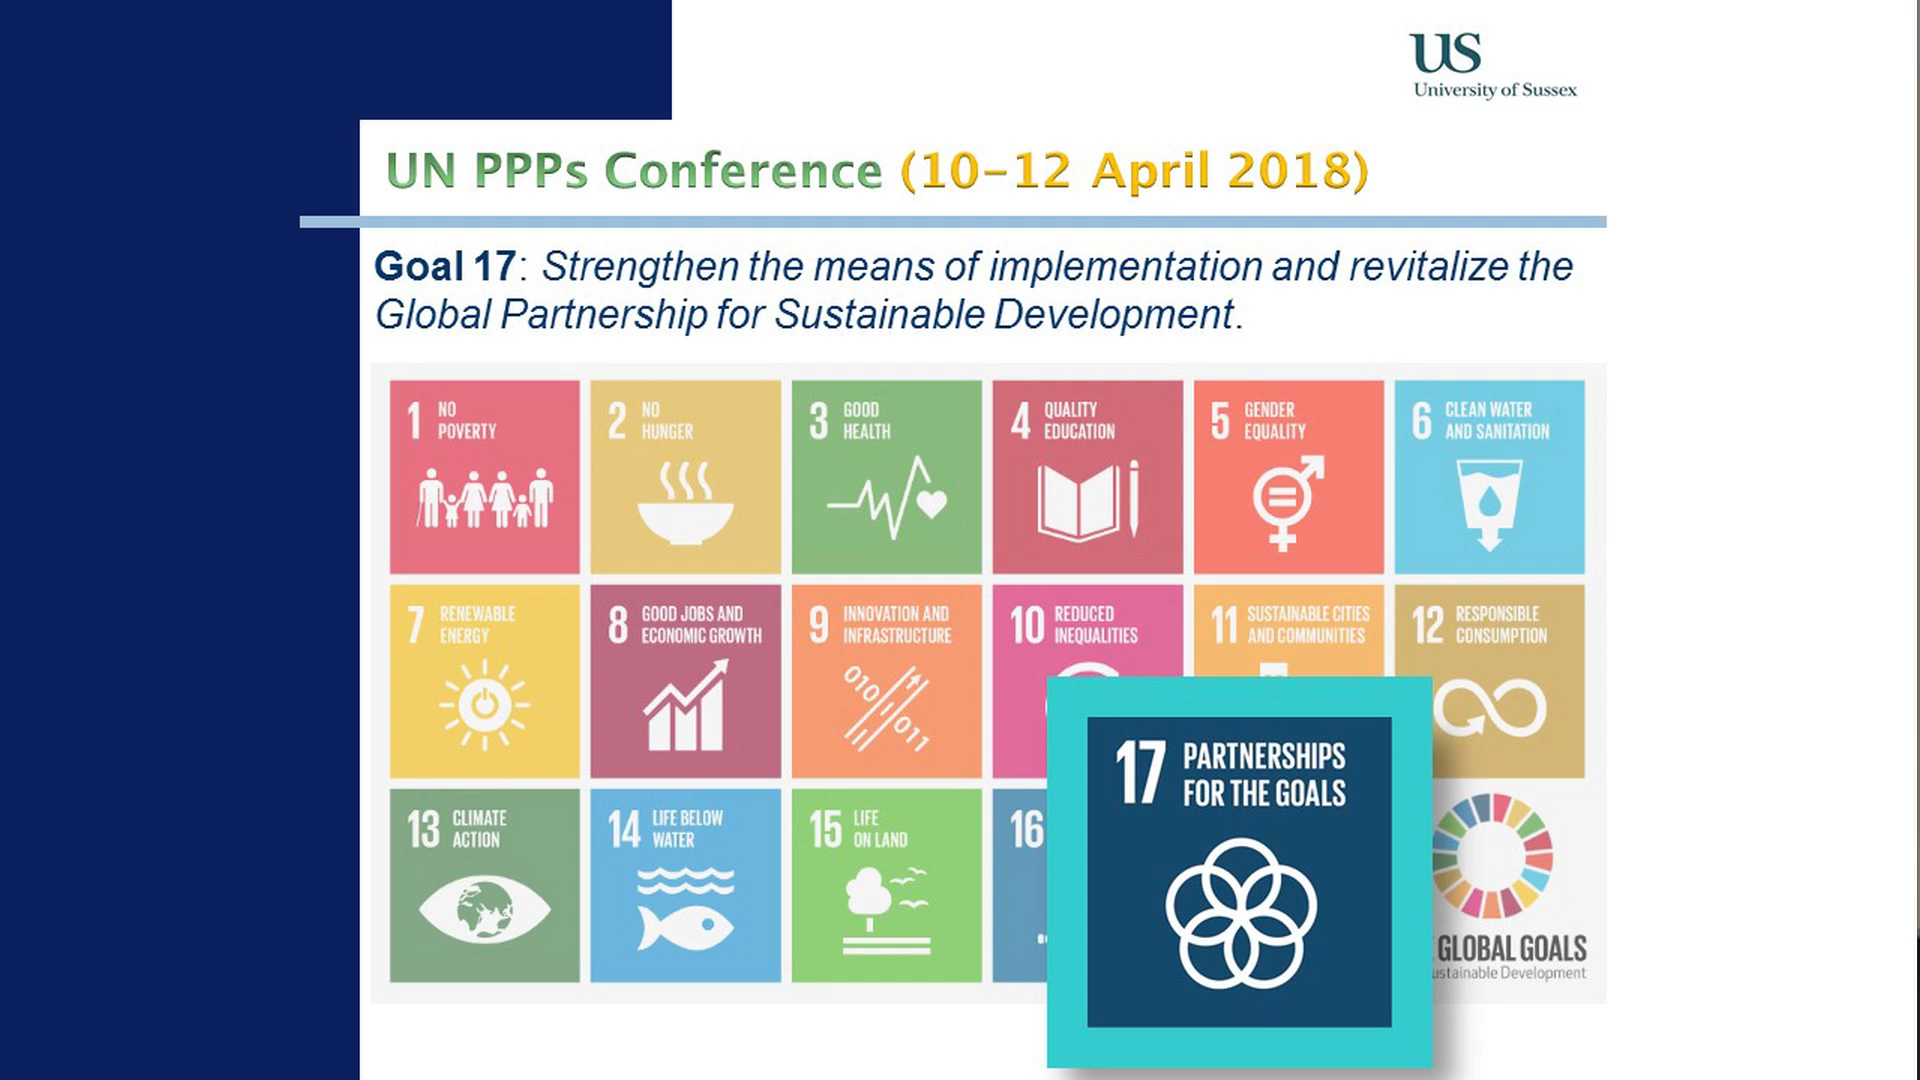 US
University of Sussex
UN PPPs Conference (10-12 April 2018)
Goal 17: Strengthen the means of implementation and revitalize the
Global Partnership for Sustainable Development.
1 NO
POVERTY
2 NO
HUNGER
3 GOOD
HEALTH
4 QUALITY
EDUCATION
5 GENDER
EQUALITY
6 CLEAN WATER
AND SANITATION
7 RENEWABLE
ENERGY
8 GOOD JOBS AND
ECONOMIC GROWTH
9 INNOVATION AND
INFRASTRUCTURE
010
011
10 REDUCED
INEQUALITIES
11 SUSTAINABLE CITIES
AND COMMUNITIES
12 RESPONSIBLE
CONSUMPTION
13 CLIMATE
ACTION
14 LIFE BELOW
WATER
15 LIFE
ON LAND
16
17 PARTNERSHIPS
FOR THE GOALS
GLOBAL GOALS
ustainable Development